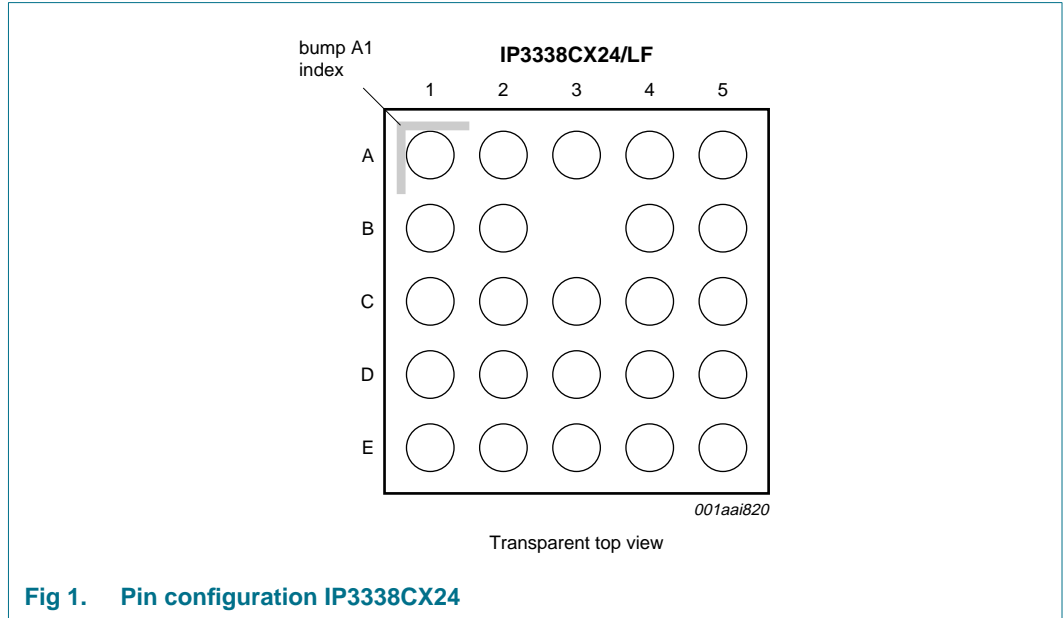 bump A1
index
IP3338CX24/LF
1 2 3 4 5
A
B
C
D
E
001aai820
Transparent top view
Fig 1. Pin configuration IP3338CX24